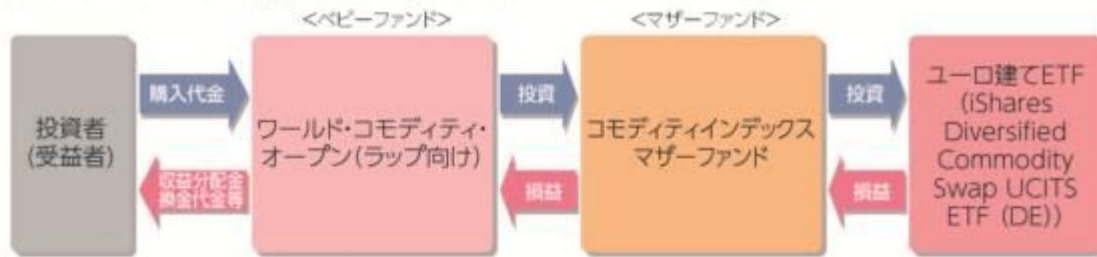 <ベビーファンド>
<マザーファンド>
投資者
(受益者)
購入代金
収益分配金
換金代金等
ワールド・コモディティ・
オープン(ラップ向け)
投資
損益
コモディティインデックス
マザーファンド
投資
損益
ユーロ建てETF
(iShares
Diversified
Commodity
Swap UCITS
ETF (DE))